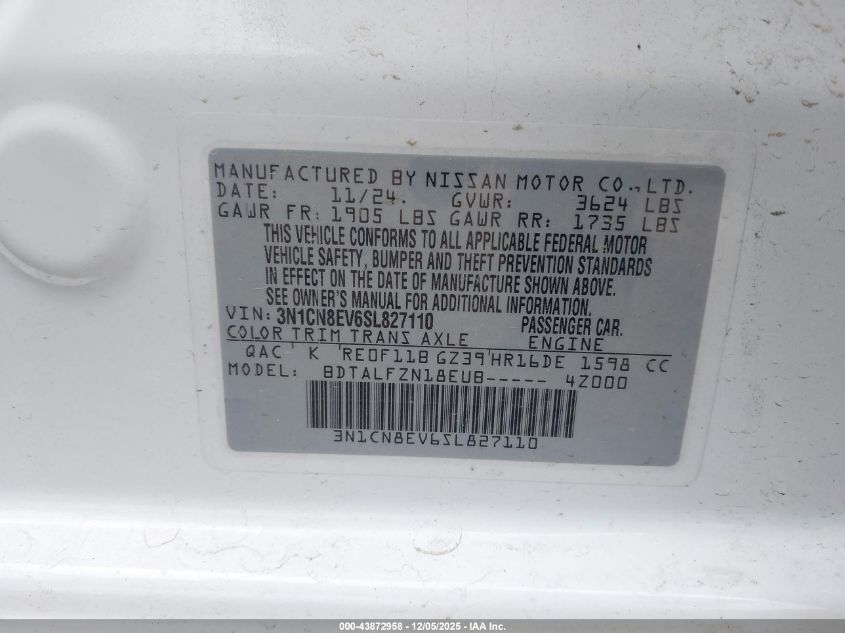 MANUFACTURED BY NISSAN MOTOR CO., LTD.
DATE: 11/24. GVWR: 3624 LBS
GAWR FR: 1905 LBS GAWR RR: 1735 LBS
THIS VEHICLE CONFORMS TO ALL APPLICABLE FEDERAL MOTOR
VEHICLE SAFETY, BUMPER AND THEFT PREVENTION STANDARDS
IN EFFECT ON THE DATE OF MANUFACTURE SHOWN ABOVE.
SEE OWNER'S MANUAL FOR ADDITIONAL INFORMATION.
VIN: 3N1CN8EV6SL827110 PASSENGER CAR.
COLOR TRIM TRANS AXLE ENGINE
QAC K RE0F11B GZ39 HR16DE 1598 CC
MODEL: BDTALFZN18EUB----- 4Z000
3N1CN8EV6SL827110
000-43872958 - 12/05/2025 - IAA Inc.